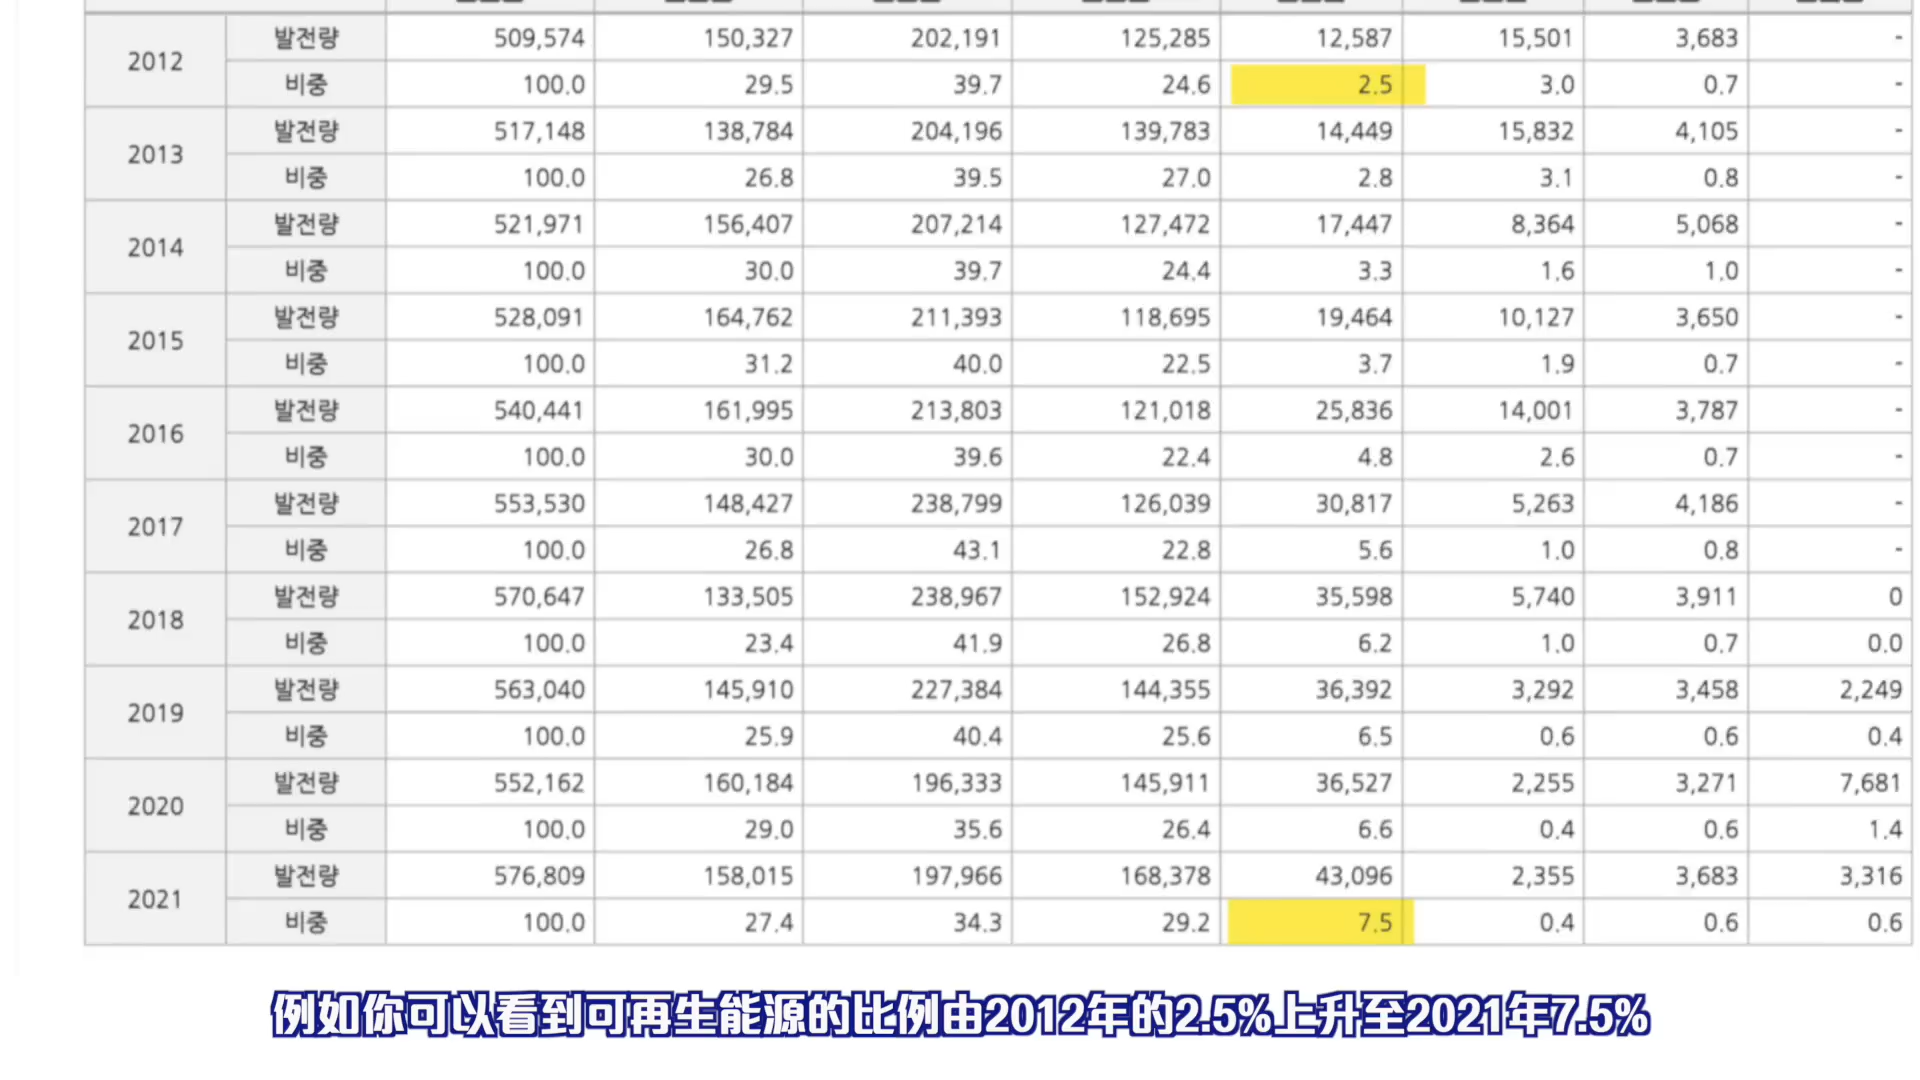 2012 발전량 509,574 150,327 202,191 125,285 12,587 15,501 3,683 -
비중 100.0 29.5 39.7 24.6 2.5 3.0 0.7 -
2013 발전량 517,148 138,784 204,196 139,783 14,449 15,832 4,105 -
비중 100.0 26.8 39.5 27.0 2.8 3.1 0.8 -
2014 발전량 521,971 156,407 207,214 127,472 17,447 8,364 5,068 -
비중 100.0 30.0 39.7 24.4 3.3 1.6 1.0 -
2015 발전량 528,091 164,762 211,393 118,695 19,464 10,127 3,650 -
비중 100.0 31.2 40.0 22.5 3.7 1.9 0.7 -
2016 발전량 540,441 161,995 213,803 121,018 25,836 14,001 3,787 -
비중 100.0 30.0 39.6 22.4 4.8 2.6 0.7 -
2017 발전량 553,530 148,427 238,799 126,039 30,817 5,263 4,186 -
비중 100.0 26.8 43.1 22.8 5.6 1.0 0.8 -
2018 발전량 570,647 133,505 238,967 152,924 35,598 5,740 3,911 0
비중 100.0 23.4 41.9 26.8 6.2 1.0 0.7 0.0
2019 발전량 563,040 145,910 227,384 144,355 36,392 3,292 3,458 2,249
비중 100.0 25.9 40.4 25.6 6.5 0.6 0.6 0.4
2020 발전량 552,162 160,184 196,333 145,911 36,527 2,255 3,271 7,681
비중 100.0 29.0 35.6 26.4 6.6 0.4 0.6 1.4
2021 발전량 576,809 158,015 197,966 168,378 43,096 2,355 3,683 3,316
비중 100.0 27.4 34.3 29.2 7.5 0.4 0.6 0.6
例如你可以看到可再生能源的比例由2012年的2.5%上升至2021年7.5%